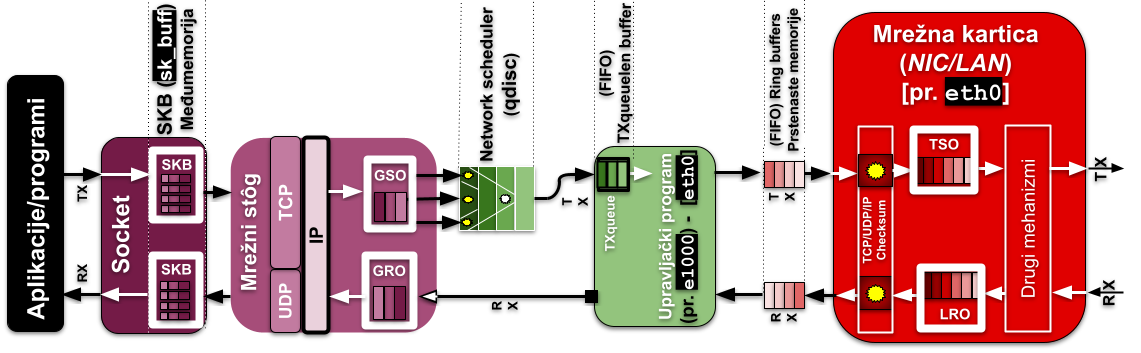 Aplikacije/programi
TX
RX
SKB (sk_buff)
Međumemorija
Socket
SKB
SKB
Mrežni stôg
TCP
UDP
IP
GSO
GRO
Network scheduler
(qdisc)
T
X
R
X
(FIFO)
TXqueuelen buffer
TXqueue
Upravljački program
(pr. e1000) - [eth0]
(FIFO) Ring buffers
Prstenaste memorije
T
X
R
X
Mrežna kartica
(NIC/LAN)
[pr. eth0]
TCP/UDP/IP
Checksum
TSO
LRO
Drugi mehanizmi
TX
RX